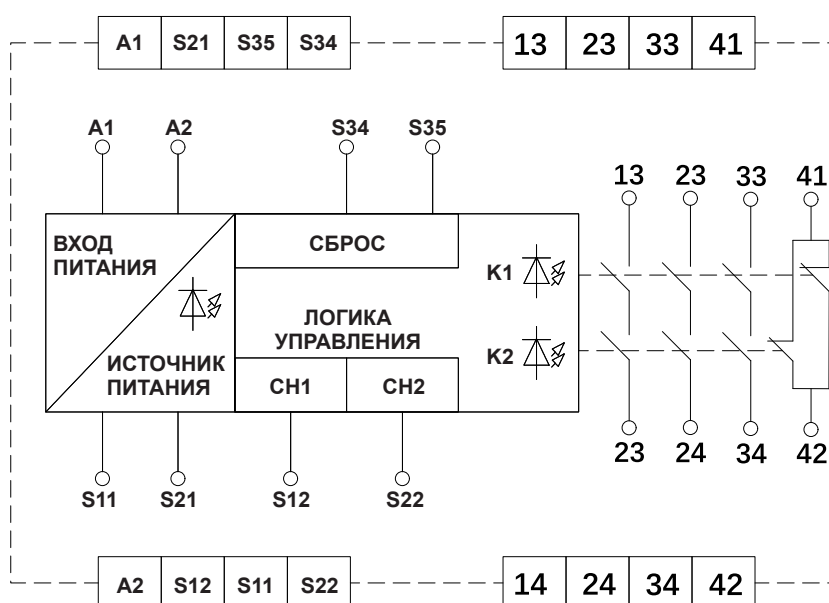 A1 S21 S35 S34 13 23 33 41
A1 A2 S34 S35
13 23 33 41
ВХОД
ПИТАНИЯ
СБРОС
K1
ЛОГИКА
УПРАВЛЕНИЯ
K2
ИСТОЧНИК
ПИТАНИЯ
CH1 CH2
23 24 34 42
S11 S21 S12 S22
A2 S12 S11 S22 14 24 34 42